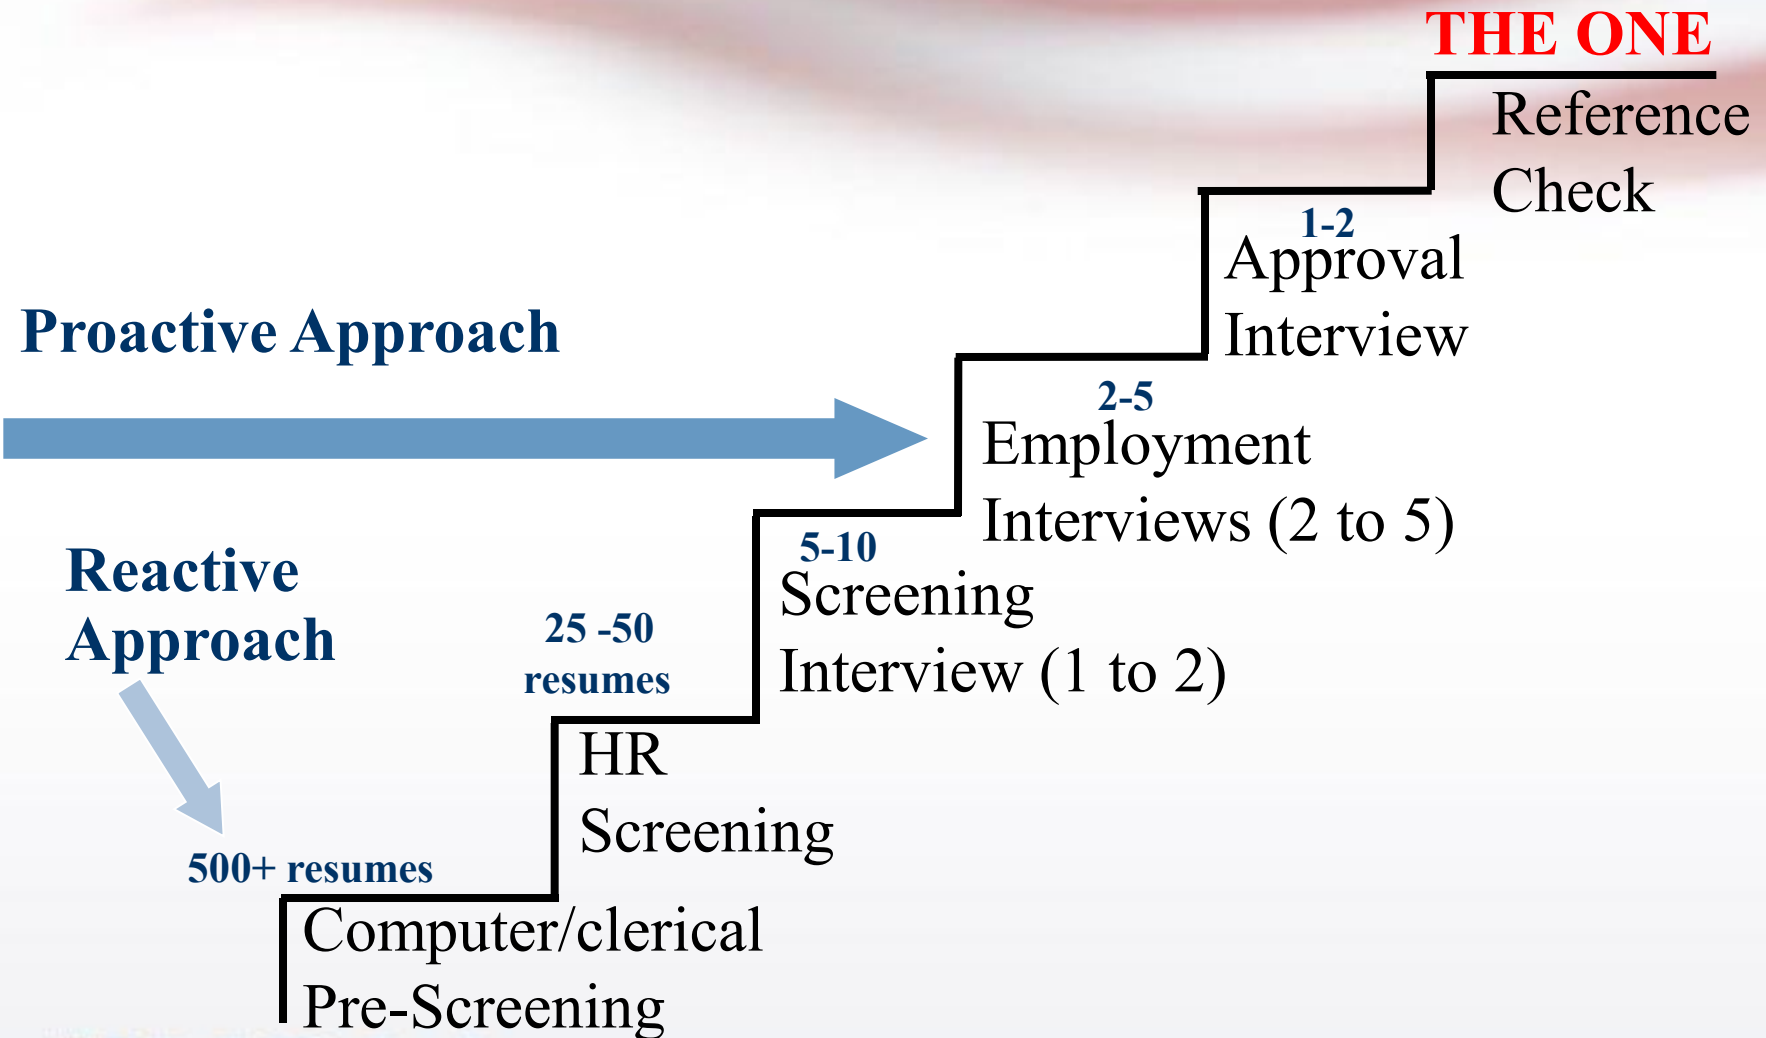 THE ONE
Reference
Check
1-2
Approval
Interview
Proactive Approach
2-5
Employment
Interviews (2 to 5)
5-10
Screening
Interview (1 to 2)
Reactive
Approach
25 -50
resumes
HR
Screening
500+ resumes
Computer/clerical
Pre-Screening